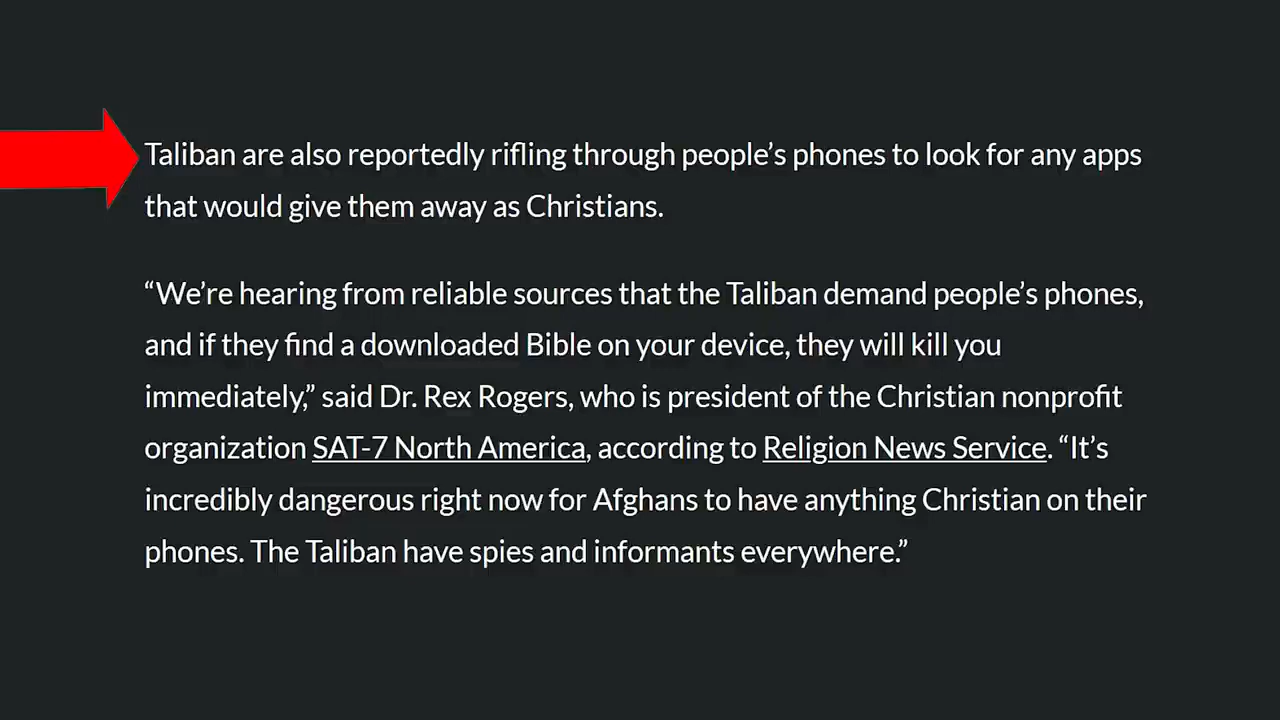 Taliban are also reportedly rifling through people’s phones to look for any apps
that would give them away as Christians.
“We’re hearing from reliable sources that the Taliban demand people’s phones,
and if they find a downloaded Bible on your device, they will kill you
immediately,” said Dr. Rex Rogers, who is president of the Christian nonprofit
organization SAT-7 North America, according to Religion News Service. “It’s
incredibly dangerous right now for Afghans to have anything Christian on their
phones. The Taliban have spies and informants everywhere.”